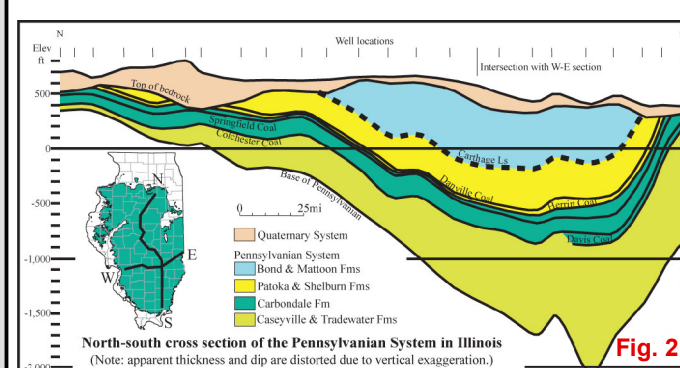 N
Well locations
Elev
ft
Intersection with W-E section
Top of bedrock
500
Springfield Coal
Colchester Coal
0
Carthage Ls
Danville Coal
Base of Pennsylvanian
Herrin Coal
-500
Davis Coal
N
E
W
S
0 25mi
Quaternary System
Pennsylvanian System
Bond & Mattoon Fms
Patoka & Shelburn Fms
Carbondale Fm
Caseyville & Tradewater Fms
-1,000
-1,500
North-south cross section of the Pennsylvanian System in Illinois
(Note: apparent thickness and dip are distorted due to vertical exaggeration.)
Fig. 2
-2,000